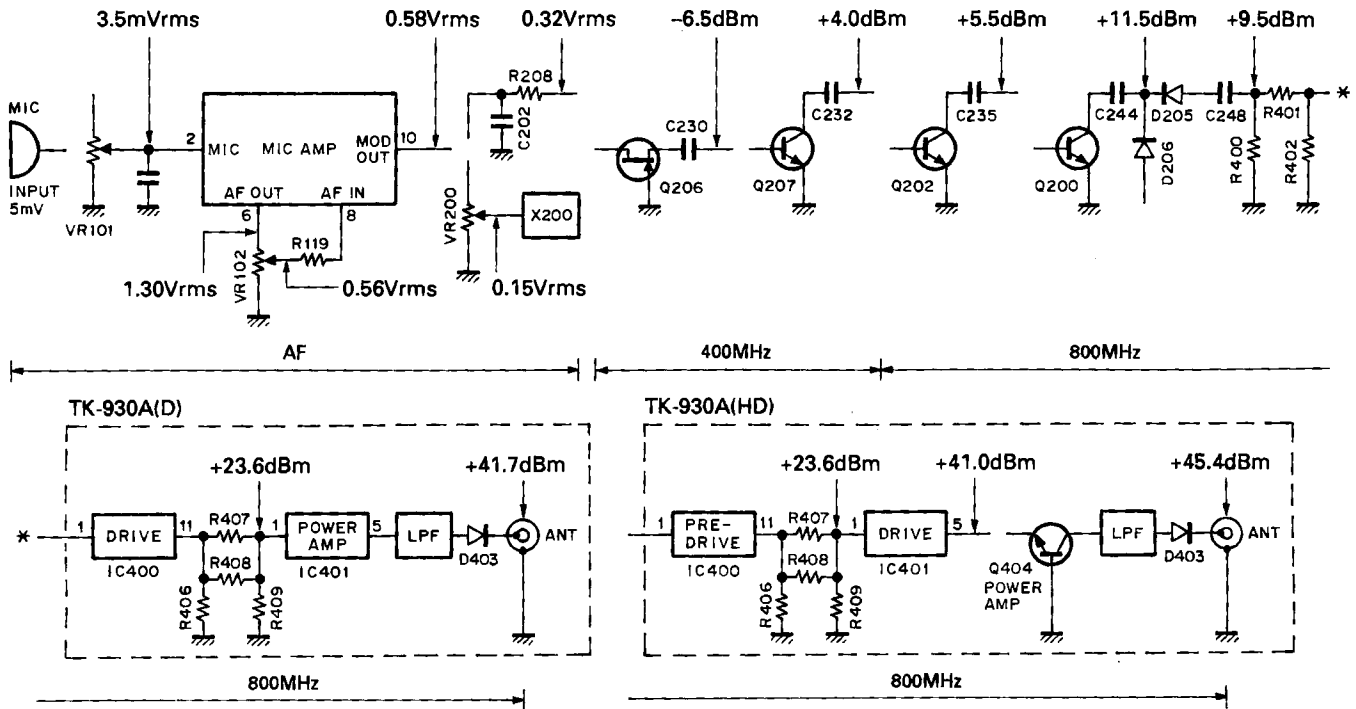 3.5mVrms
0.58Vrms
0.32Vrms
-6.5dBm
+4.0dBm
+5.5dBm
+11.5dBm
+9.5dBm
MIC
INPUT
5mV
VR101
2
MIC
MIC AMP
MOD
OUT
10
AF OUT
AF IN
6
8
R119
VR102
1.30Vrms
0.56Vrms
R208
C202
VR200
X200
0.15Vrms
C230
Q206
C232
Q207
C235
Q202
C244
D205
C248
R401
*
Q200
D206
R400
R402
AF
400MHz
800MHz
TK-930A(D)
+23.6dBm
+41.7dBm
*
1
DRIVE
11
IC400
R407
R408
R406
R409
1
POWER
AMP
5
IC401
LPF
D403
ANT
800MHz
TK-930A(HD)
+23.6dBm
+41.0dBm
+45.4dBm
1
PRE-
DRIVE
11
IC400
R407
R408
R406
R409
1
DRIVE
5
IC401
Q404
POWER
AMP
LPF
D403
ANT
800MHz